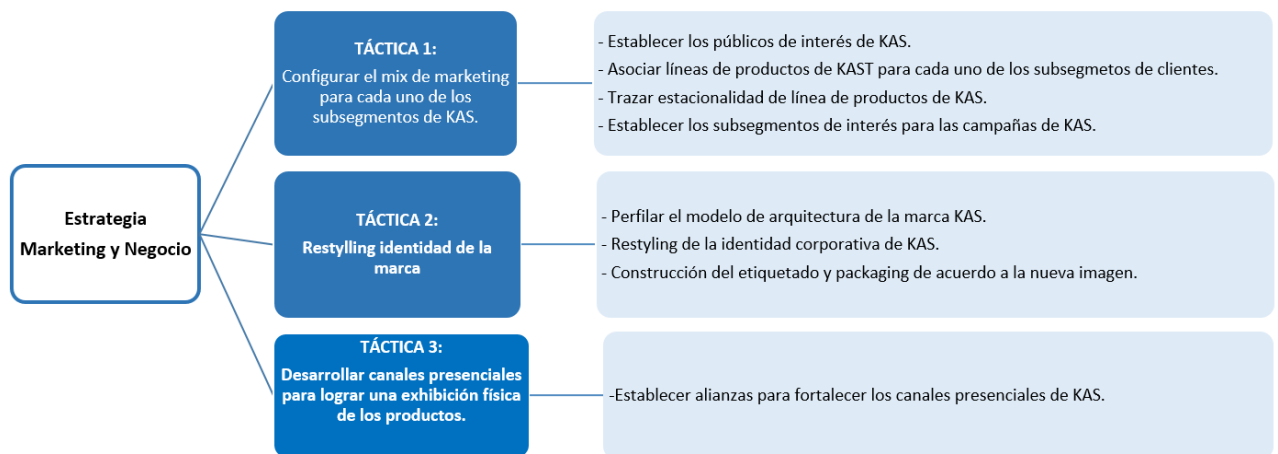 Estrategia
Marketing y Negocio
TÁCTICA 1:
Configurar el mix de marketing
para cada uno de los
subsegmentos de KAS.
- Establecer los públicos de interés de KAS.
- Asociar líneas de productos de KAST para cada uno de los subsegmetos de clientes.
- Trazar estacionalidad de línea de productos de KAS.
- Establecer los subsegmentos de interés para las campañas de KAS.
TÁCTICA 2:
Restylling identidad de la
marca
- Perfilar el modelo de arquitectura de la marca KAS.
- Restyling de la identidad corporativa de KAS.
- Construcción del etiquetado y packaging de acuerdo a la nueva imagen.
TÁCTICA 3:
Desarrollar canales presenciales
para lograr una exhibición física
de los productos.
-Establecer alianzas para fortalecer los canales presenciales de KAS.